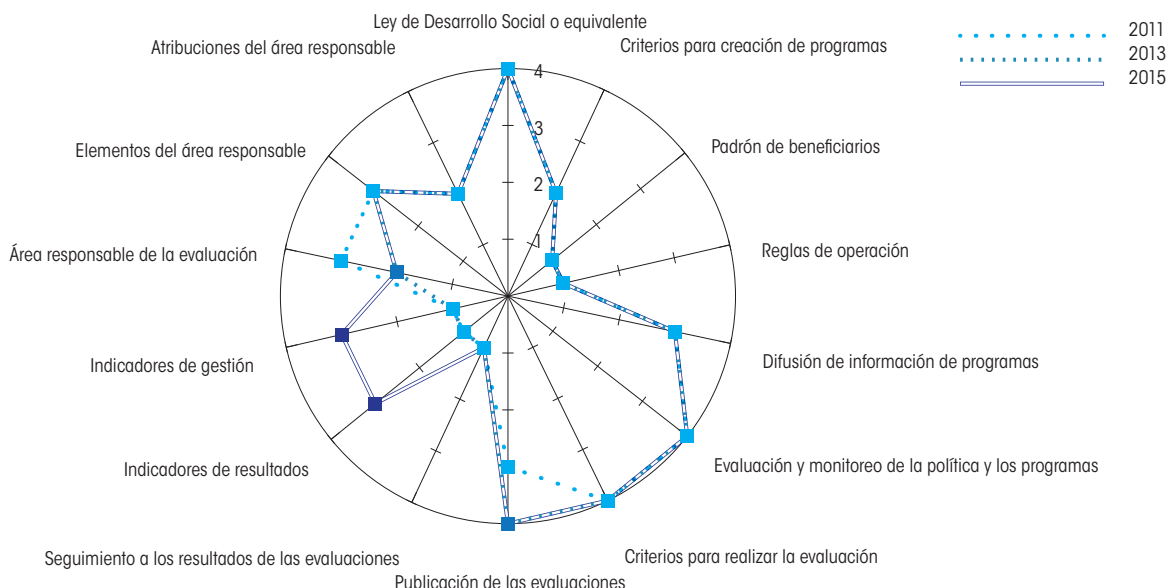 Ley de Desarrollo Social o equivalente
Criterios para creación de programas
Padrón de beneficiarios
Reglas de operación
Difusión de información de programas
Evaluación y monitoreo de la política y los programas
Criterios para realizar la evaluación
Publicación de las evaluaciones
Seguimiento a los resultados de las evaluaciones
Indicadores de resultados
Indicadores de gestión
Área responsable de la evaluación
Elementos del área responsable
Atribuciones del área responsable
4
3
2
1
2011
2013
2015